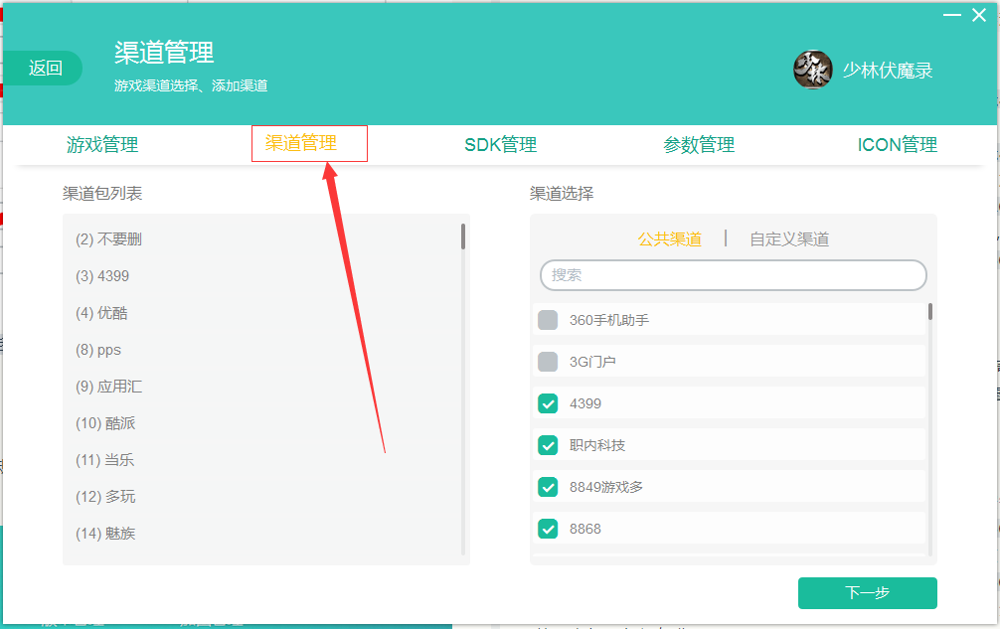 返回
渠道管理
游戏渠道选择、添加渠道
少林
少林伏魔录
游戏管理
渠道管理
SDK管理
参数管理
ICON管理
渠道包列表
(2) 不要删
(3) 4399
(4) 优酷
(8) pps
(9) 应用汇
(10) 酷派
(11) 当乐
(12) 多玩
(14) 魅族
渠道选择
公共渠道 | 自定义渠道
搜索
360手机助手
3G门户
4399
职内科技
8849游戏多
8868
下一步